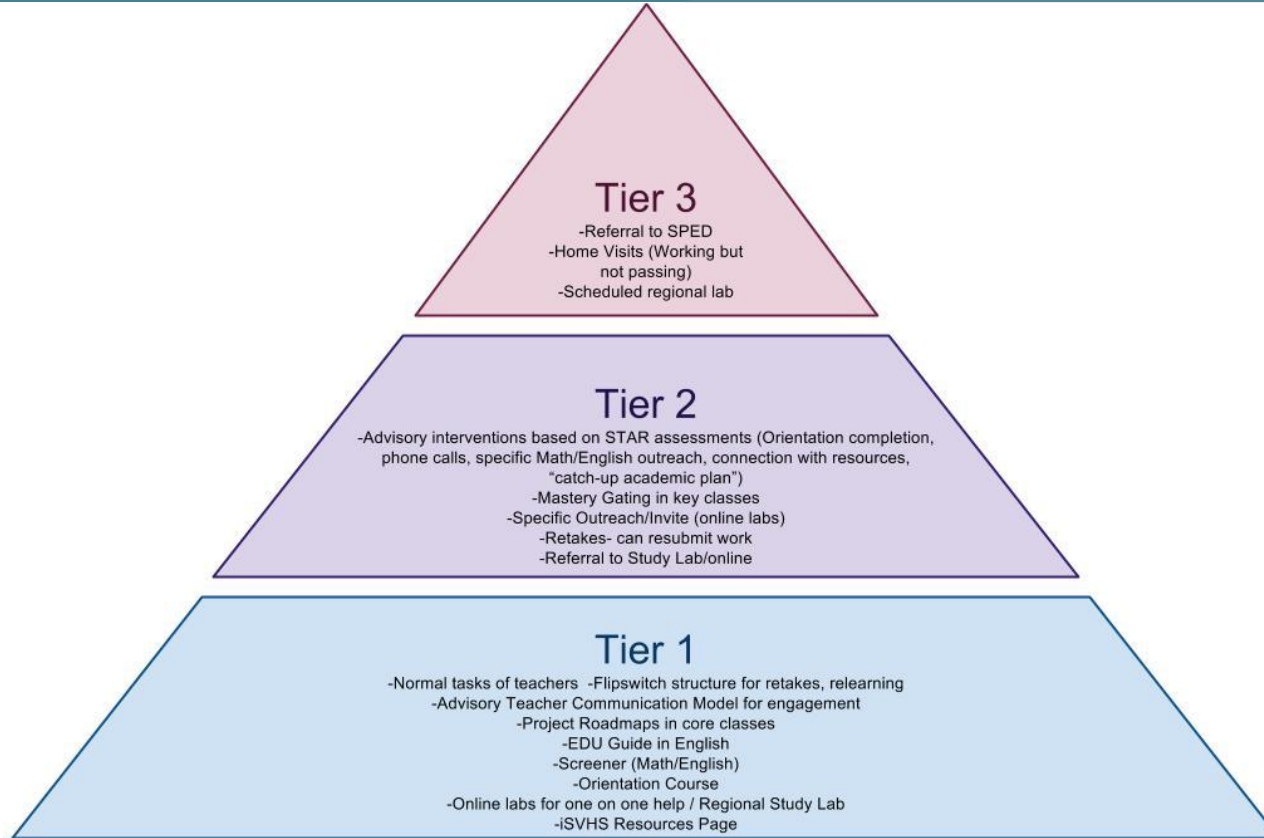 Tier 3
-Referral to SPED
-Home Visits (Working but
not passing)
-Scheduled regional lab
Tier 2
-Advisory interventions based on STAR assessments (Orientation completion,
phone calls, specific Math/English outreach, connection with resources,
“catch-up academic plan”)
-Mastery Gating in key classes
-Specific Outreach/Invite (online labs)
-Retakes- can resubmit work
-Referral to Study Lab/online
Tier 1
-Normal tasks of teachers -Flipswitch structure for retakes, relearning
-Advisory Teacher Communication Model for engagement
-Project Roadmaps in core classes
-EDU Guide in English
-Screener (Math/English)
-Orientation Course
-Online labs for one on one help / Regional Study Lab
-iSVHS Resources Page